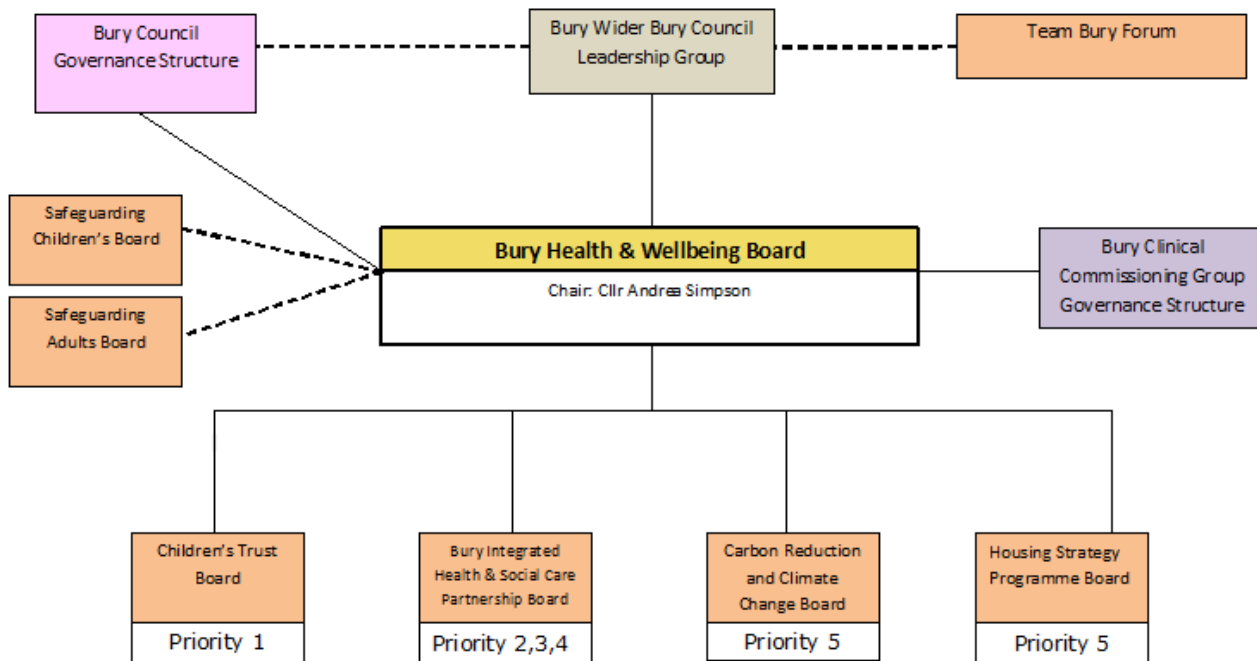 Bury Council
Governance Structure
Bury Wider Bury Council
Leadership Group
Team Bury Forum
Safeguarding
Children's Board
Safeguarding
Adults Board
Bury Health & Wellbeing Board
Chair: Cllr Andrea Simpson
Bury Clinical
Commissioning Group
Governance Structure
Children's Trust
Board
Priority 1
Bury Integrated
Health & Social Care
Partnership Board
Priority 2,3,4
Carbon Reduction
and Climate
Change Board
Priority 5
Housing Strategy
Programme Board
Priority 5